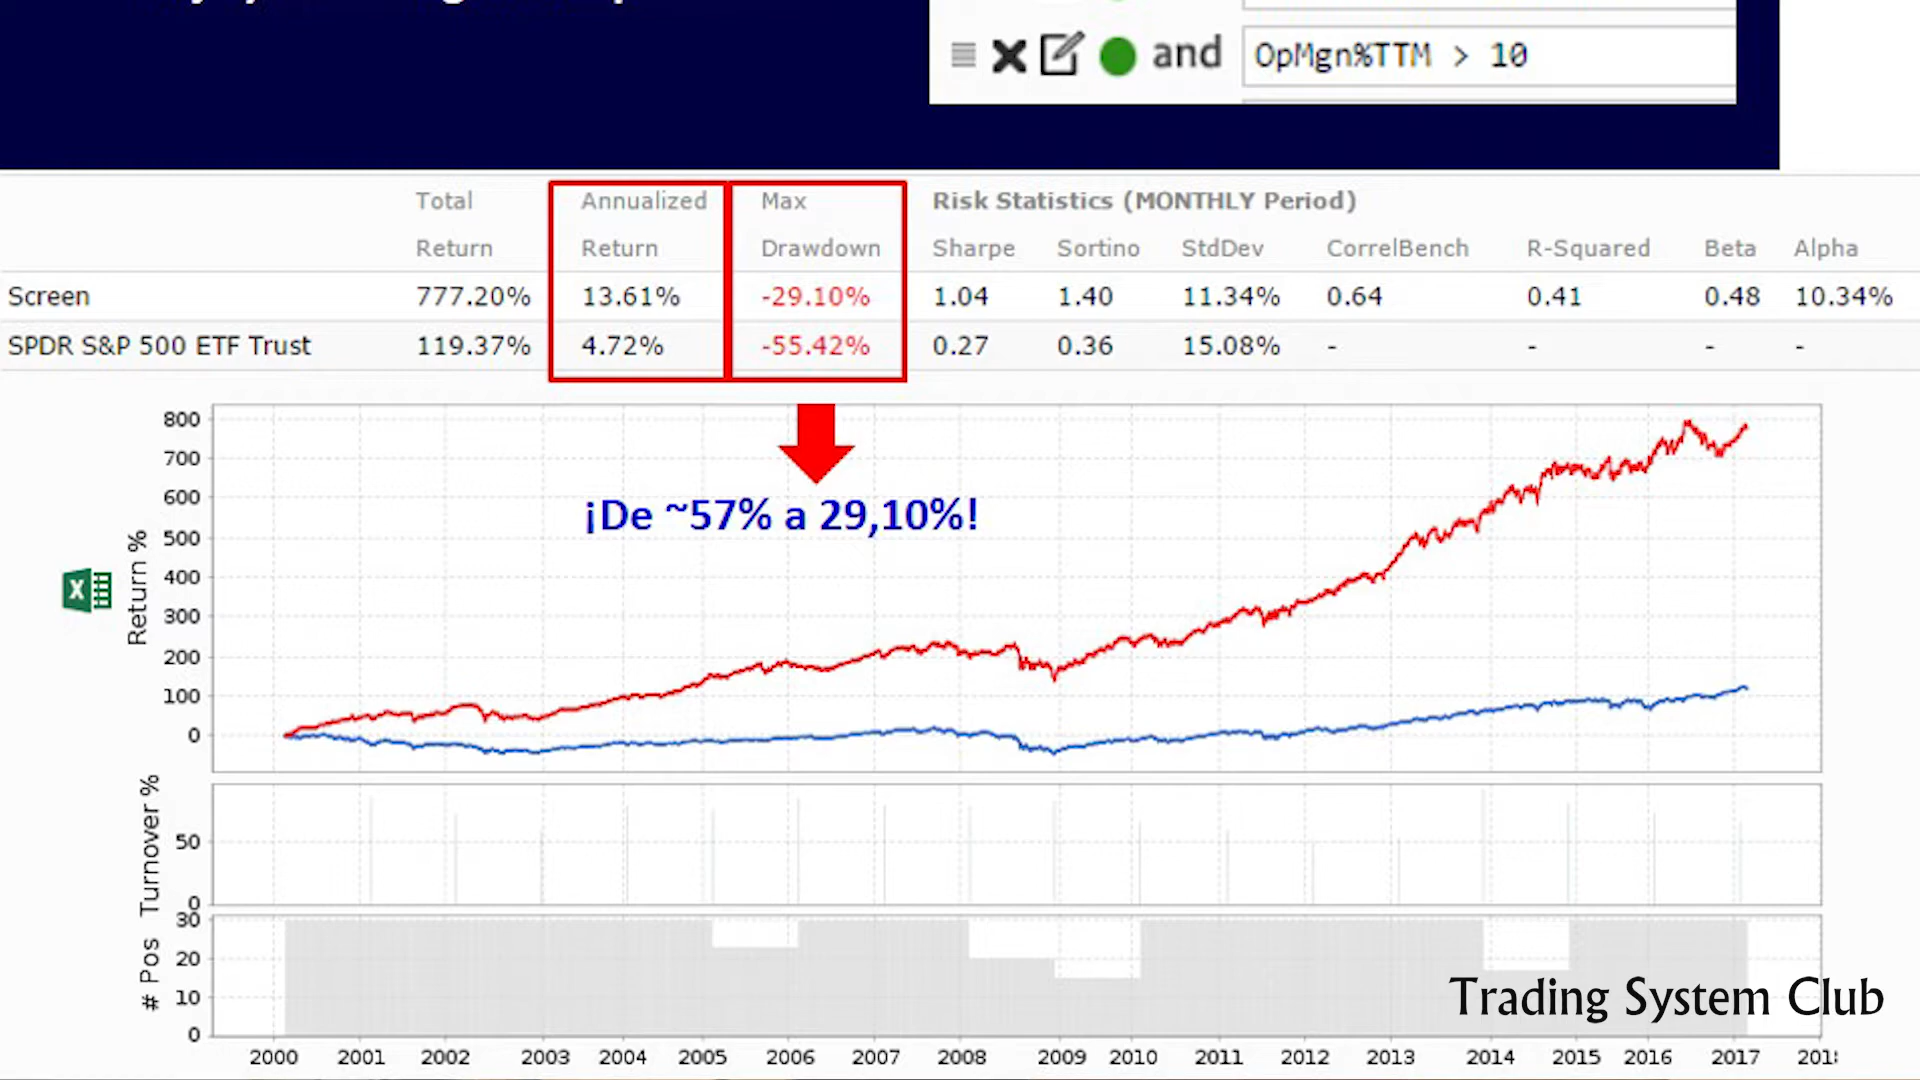 and OpMgn%TTM > 10
Total Annualized Max Risk Statistics (MONTHLY Period)
Return Return Drawdown Sharpe Sortino StdDev CorrelBench R-Squared Beta Alpha
Screen 777.20% 13.61% -29.10% 1.04 1.40 11.34% 0.64 0.41 0.48 10.34%
SPDR S&P 500 ETF Trust 119.37% 4.72% -55.42% 0.27 0.36 15.08% - - - -
¡De ~57% a 29,10%!
Return %
800
700
600
500
400
300
200
100
0
Turnover %
50
0
# Pos
30
20
10
0
2000 2001 2002 2003 2004 2005 2006 2007 2008 2009 2010 2011 2012 2013 2014 2015 2016 2017
Trading System Club